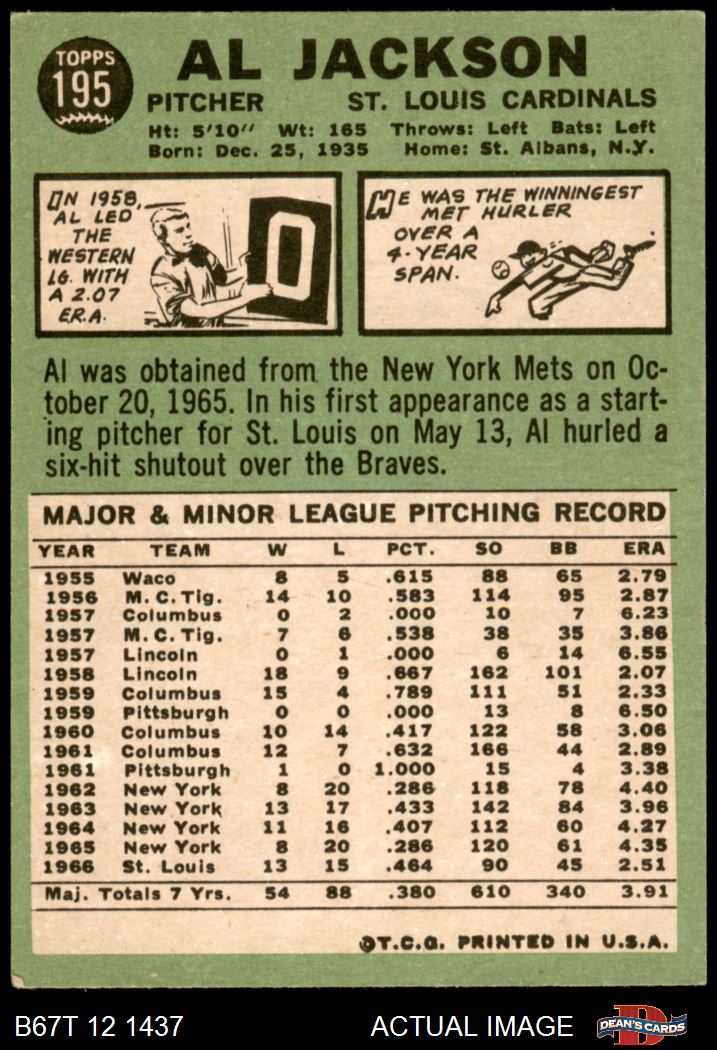 TOPPS
195
AL JACKSON
PITCHER ST. LOUIS CARDINALS
Ht: 5'10" Wt: 165 Throws: Left Bats: Left
Born: Dec. 25, 1935 Home: St. Albans, N.Y.
IN 1958,
AL LED
THE
WESTERN
LG. WITH
A 2.07
E.R.A.
0
HE WAS THE WINNINGEST
MET HURLER
OVER A
4-YEAR
SPAN.
Al was obtained from the New York Mets on Oc-
tober 20, 1965. In his first appearance as a start-
ing pitcher for St. Louis on May 13, Al hurled a
six-hit shutout over the Braves.
MAJOR & MINOR LEAGUE PITCHING RECORD
YEAR TEAM W L PCT. SO BB ERA
1955 Waco 8 5 .615 88 65 2.79
1956 M.C. Tig. 14 10 .583 114 95 2.87
1957 Columbus 0 2 .000 10 7 6.23
1957 M.C. Tig. 7 6 .538 38 35 3.86
1957 Lincoln 0 1 .000 6 14 6.55
1958 Lincoln 18 9 .667 162 101 2.07
1959 Columbus 15 4 .789 111 51 2.33
1959 Pittsburgh 0 0 .000 13 8 6.50
1960 Columbus 10 14 .417 122 58 3.06
1961 Columbus 12 7 .632 166 44 2.89
1961 Pittsburgh 1 0 1.000 15 4 3.38
1962 New York 8 20 .286 118 78 4.40
1963 New York 13 17 .433 142 84 3.96
1964 New York 11 16 .407 112 60 4.27
1965 New York 8 20 .286 120 61 4.35
1966 St. Louis 13 15 .464 90 45 2.51
Maj. Totals 7 Yrs. 54 88 .380 610 340 3.91
©T.C.G. PRINTED IN U.S.A.
B67T 12 1437 ACTUAL IMAGE
D
DEAN'S CARDS